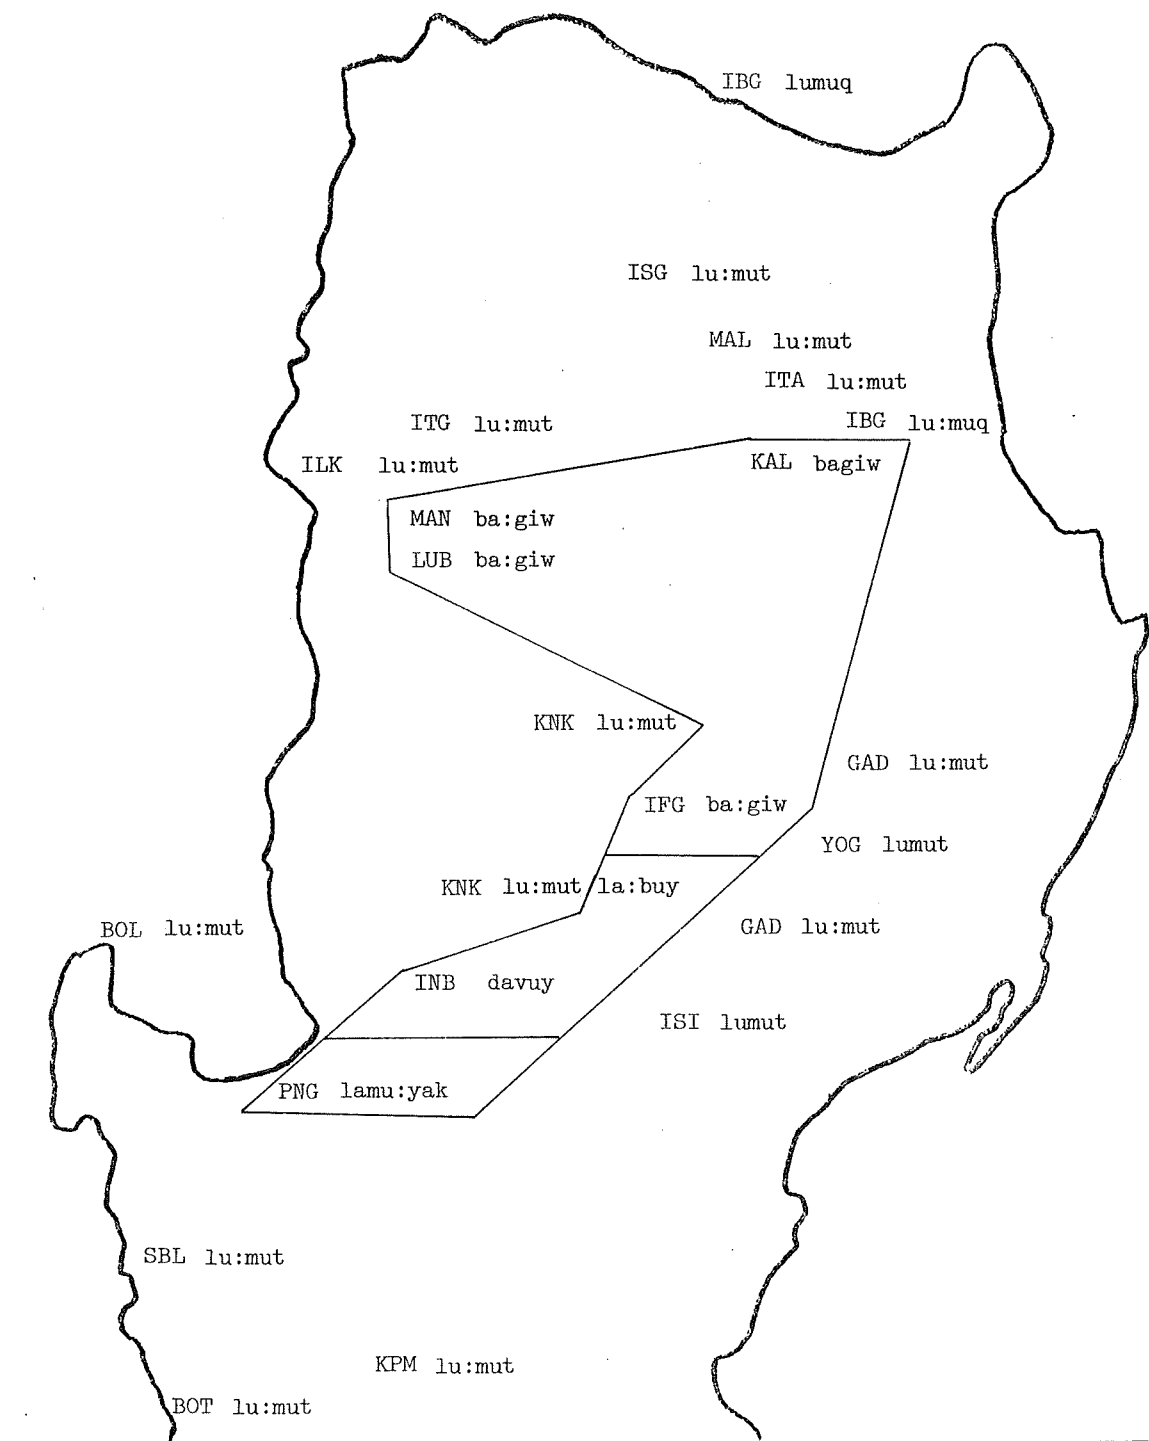 IBG lumuq
ISG lu:mut
MAL lu:mut
ITA lu:mut
ITG lu:mut
IBG lu:muq
ILK lu:mut
KAL bagiw
MAN ba:giw
LUB ba:giw
KNK lu:mut
GAD lu:mut
IFG ba:giw
YOG lumut
KNK lu:mut/la:buy
BOL lu:mut
GAD lu:mut
INB davuy
ISI lumut
PNG lamu:yak
SBL lu:mut
KPM lu:mut
BOT lu:mut